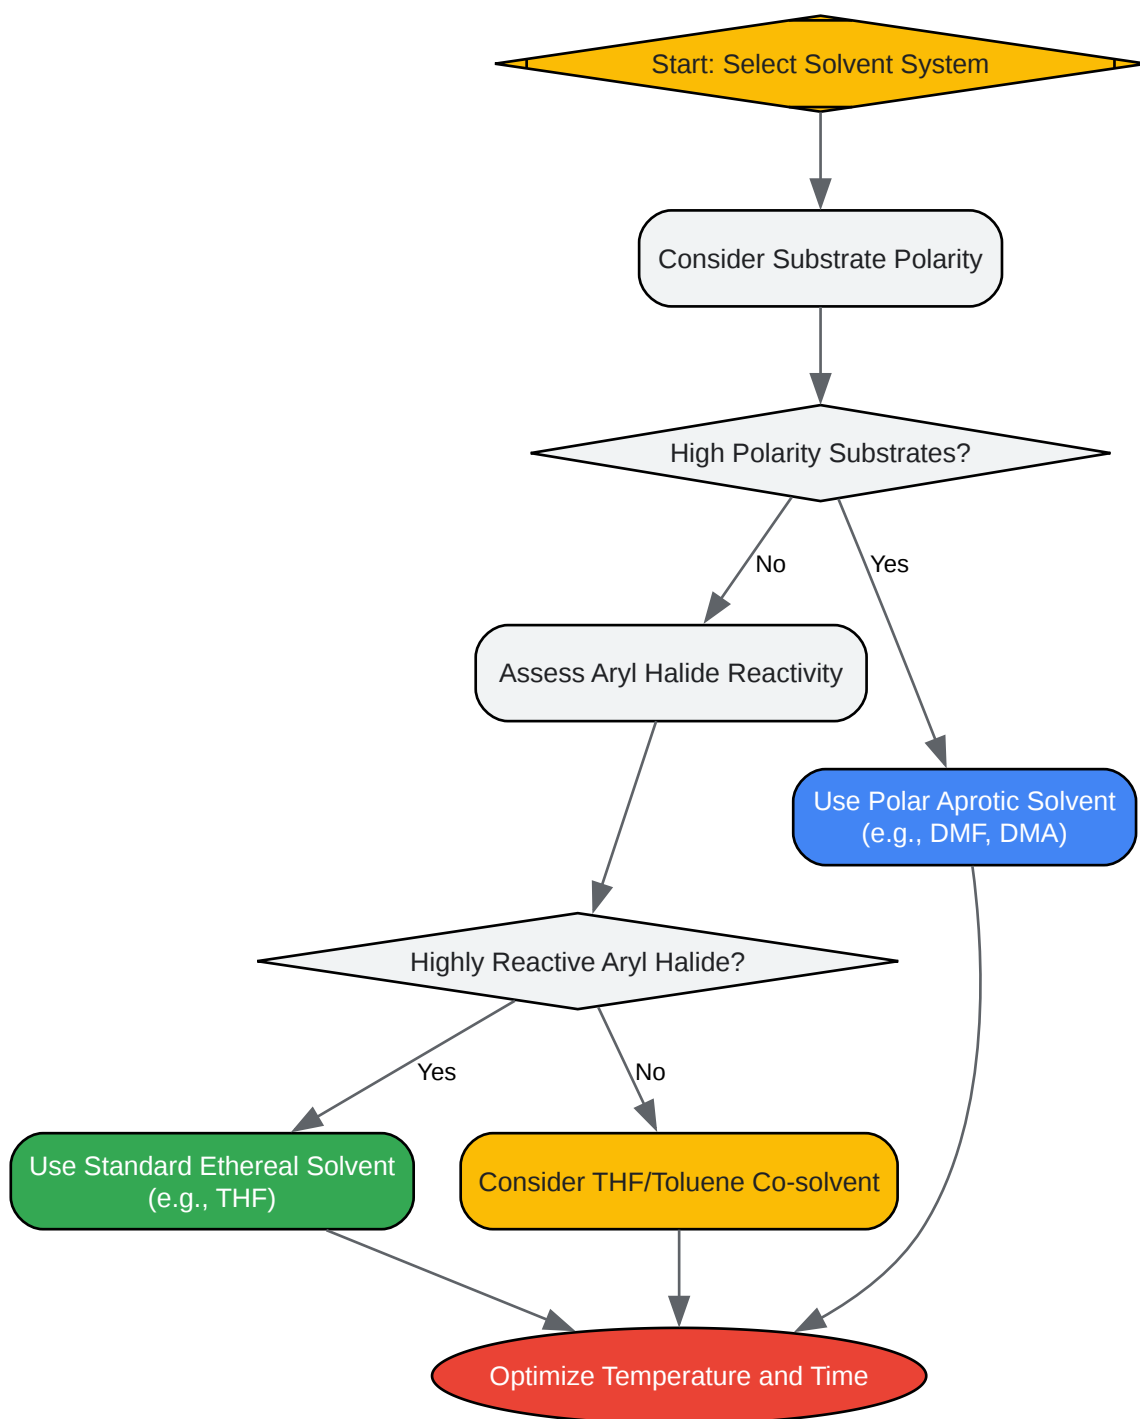 Start: Select Solvent System
Consider Substrate Polarity
High Polarity Substrates?
No
Yes
Assess Aryl Halide Reactivity
Use Polar Aprotic Solvent
(e.g., DMF, DMA)
Highly Reactive Aryl Halide?
Yes
No
Use Standard Ethereal Solvent
(e.g., THF)
Consider THF/Toluene Co-solvent
Optimize Temperature and Time